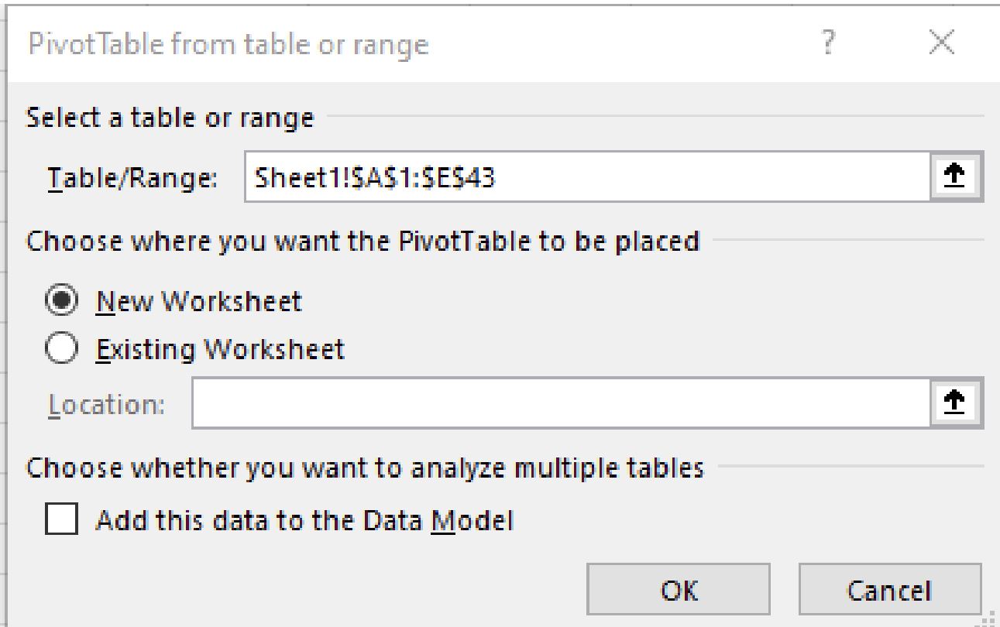 PivotTable from table or range ?
Select a table or range
Table/Range: Sheet1!$A$1:$E$43
Choose where you want the PivotTable to be placed
New Worksheet
Existing Worksheet
Location:
Choose whether you want to analyze multiple tables
Add this data to the Data Model
OK Cancel